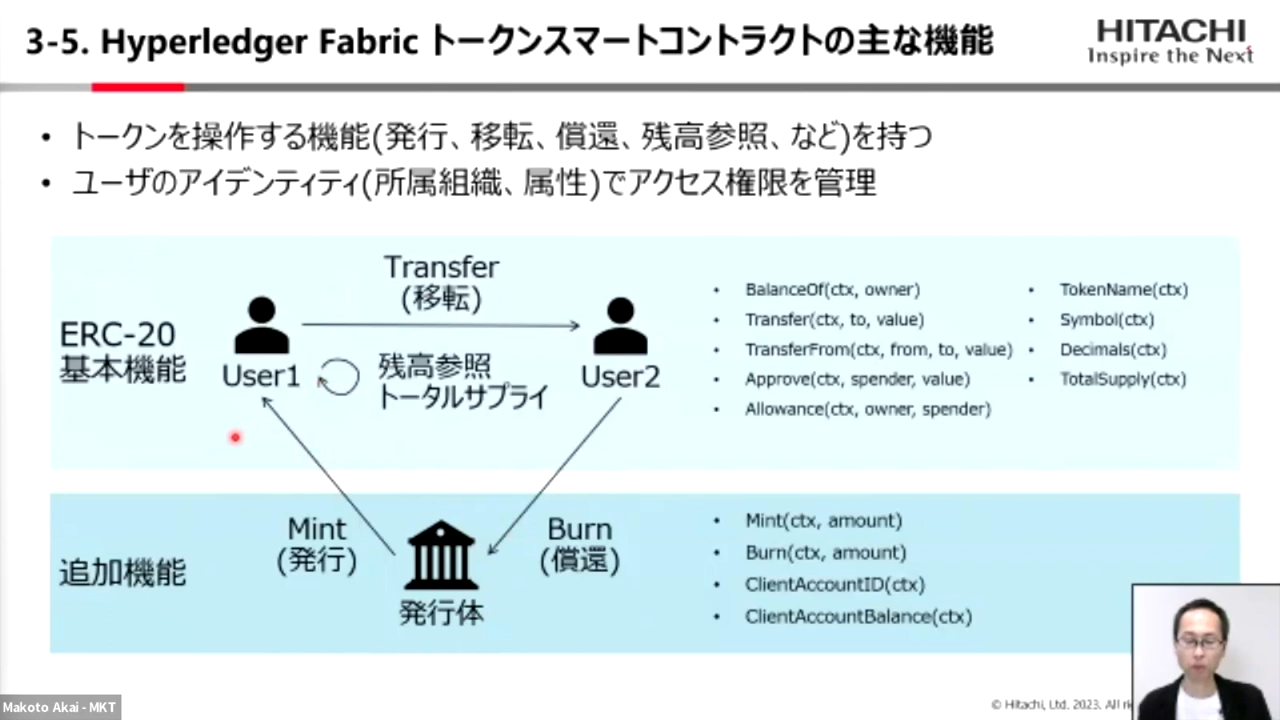 3-5. Hyperledger Fabric トークンスマートコントラクトの主な機能
HITACHI
Inspire the Next
• トークンを操作する機能(発行、移転、償還、残高参照、など)を持つ
• ユーザのアイデンティティ(所属組織、属性)でアクセス権限を管理
ERC-20
基本機能
Transfer
(移転)
User1
残高参照
トータルサプライ
User2
• BalanceOf(ctx, owner)
• Transfer(ctx, to, value)
• TransferFrom(ctx, from, to, value)
• Approve(ctx, spender, value)
• Allowance(ctx, owner, spender)
• TokenName(ctx)
• Symbol(ctx)
• Decimals(ctx)
• TotalSupply(ctx)
追加機能
Mint
(発行)
発行体
Burn
(償還)
• Mint(ctx, amount)
• Burn(ctx, amount)
• ClientAccountID(ctx)
• ClientAccountBalance(ctx)
© Hitachi, Ltd. 2023. All
Makoto Akai - MKT